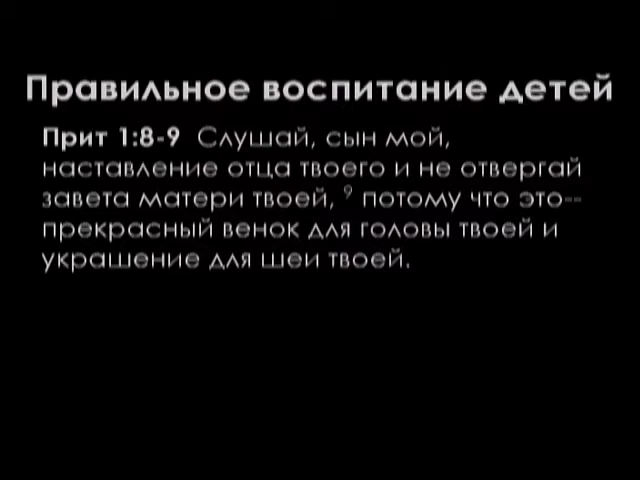 Правильное воспитание детей
Прит 1:8-9 Слушай, сын мой,
наставление отца твоего и не отвергай
завета матери твоей, ⁹ потому что это--
прекрасный венок для головы твоей и
украшение для шеи твоей.